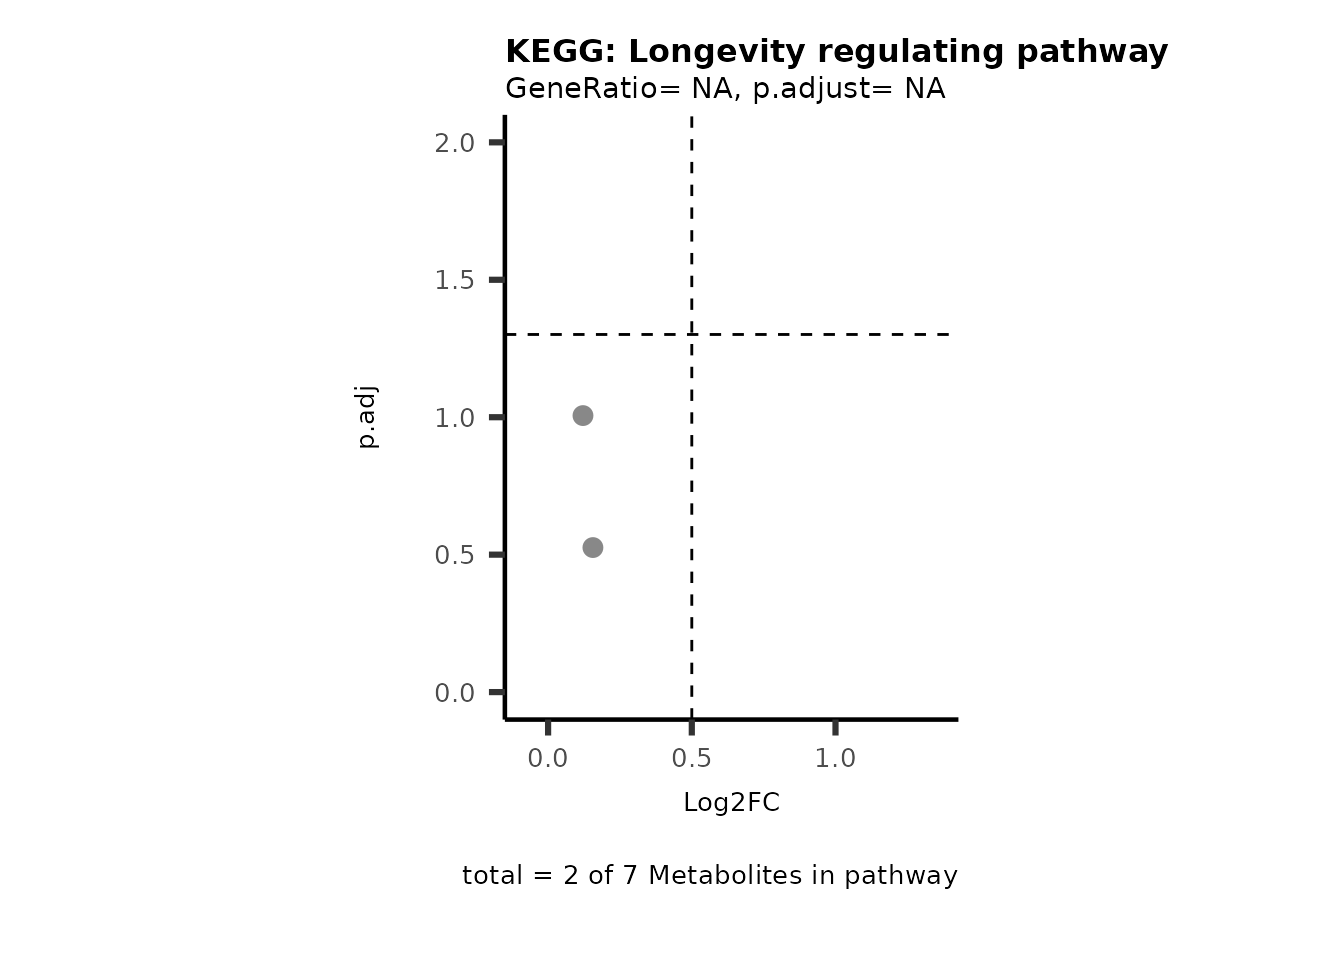 KEGG: Longevity regulating pathway
GeneRatio= NA, p.adjust= NA
2.0
1.5
1.0
0.5
0.0
p.adj
0.0 0.5 1.0
Log2FC
total = 2 of 7 Metabolites in pathway